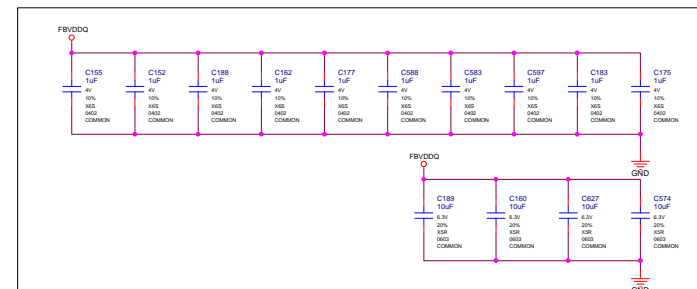 FBVDDQ
C155 C152 C188 C162 C177 C588 C583 C597 C183 C175
1uF 1uF 1uF 1uF 1uF 1uF 1uF 1uF 1uF 1uF
4V 4V 4V 4V 4V 4V 4V 4V 4V 4V
10% 10% 10% 10% 10% 10% 10% 10% 10% 10%
X6S X6S X6S X6S X6S X6S X6S X6S X6S X6S
0402 0402 0402 0402 0402 0402 0402 0402 0402 0402
COMMON COMMON COMMON COMMON COMMON COMMON COMMON COMMON COMMON COMMON
GND
FBVDDQ
C189 C160 C627 C574
10uF 10uF 10uF 10uF
6.3V 6.3V 6.3V 6.3V
20% 20% 20% 20%
X5R X5R X5R X5R
0603 0603 0603 0603
COMMON COMMON COMMON COMMON
GND